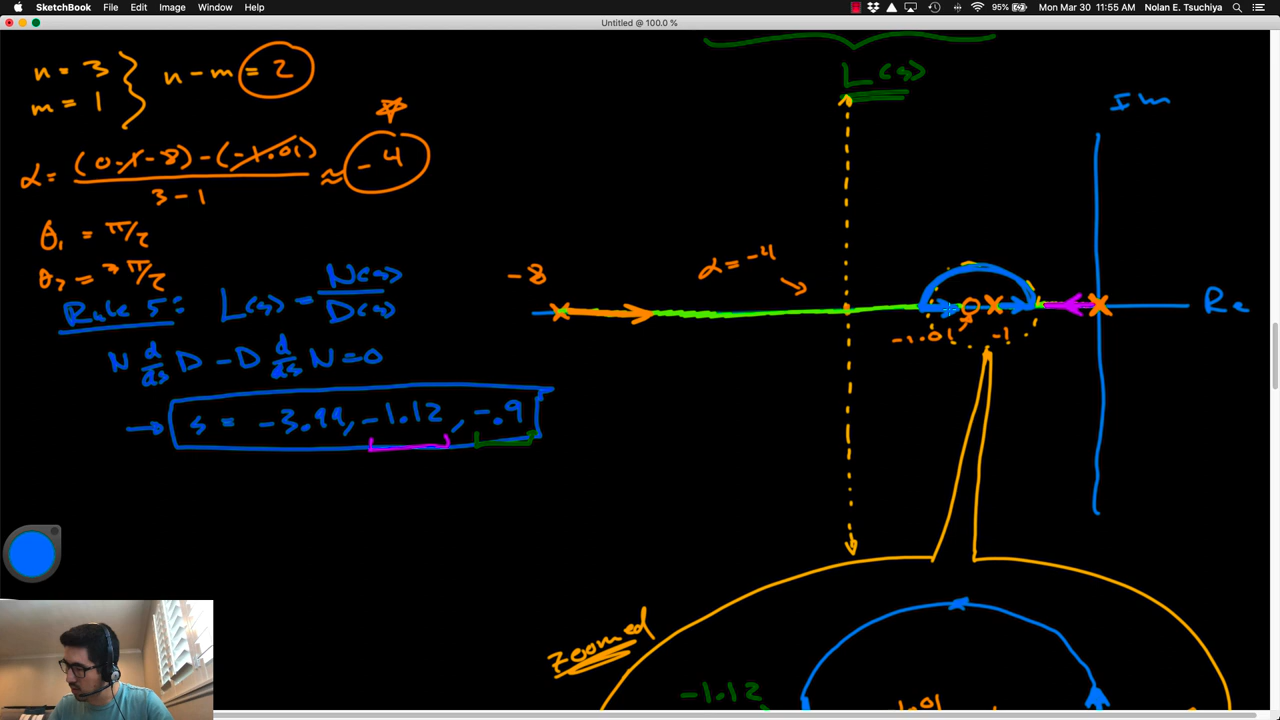 SketchBook File Edit Image Window Help 95% Mon Mar 30 11:55 AM Nolan E. Tsuchiya
Untitled @ 100.0 %
n = 3
m = 1
n - m = 2
L(s)
Im
α = (0 - 1 - 8) - (-1.01) / 3 - 1 ≈ -4
θ₁ = π/2
θ₂ = 3π/2
-8
α = -4
Re
-1.01
-1
Rule 5: L(s) = N(s) / D(s)
N d/ds D - D d/ds N = 0
→ s = -3.99, -1.12, -.9
Zoomed
-1.12